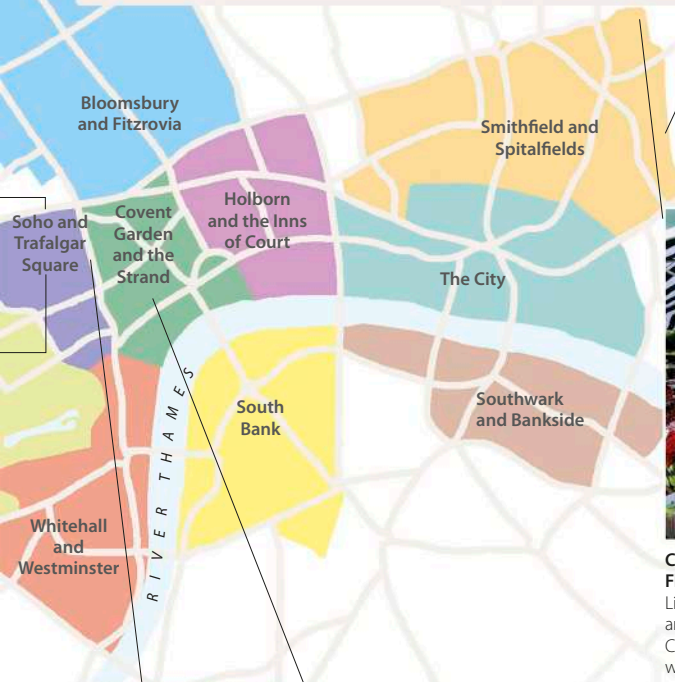 Bloomsbury
and Fitzrovia
Smithfield and
Spitalfields
Soho and
Trafalgar
Square
Covent
Garden
and the
Strand
Holborn
and the Inns
of Court
The City
South
Bank
Southwark
and Bankside
RIVER THAMES
Whitehall
and
Westminster
C
F
Li
C
w